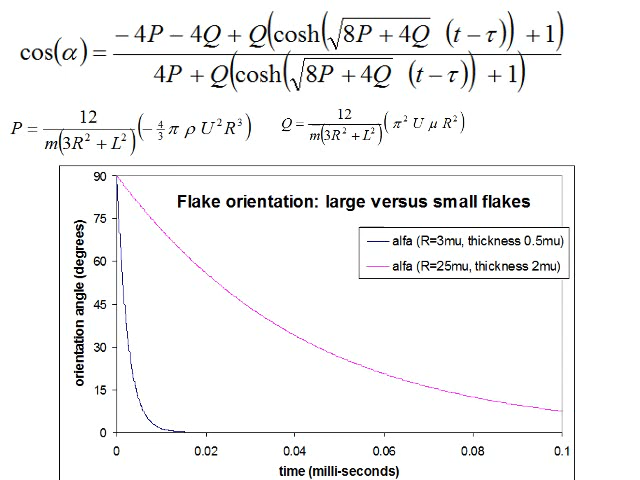 cos(α) = (−4P − 4Q + Q(cosh(√(8P + 4Q) (t − τ)) + 1)) / (4P + Q(cosh(√(8P + 4Q) (t − τ)) + 1))
P = 12 / (m(3R² + L²)) (−4/3 π ρ U² R³) Q = 12 / (m(3R² + L²)) (π² U μ R²)
Flake orientation: large versus small flakes
alfa (R=3mu, thickness 0.5mu)
alfa (R=25mu, thickness 2mu)
orientation angle (degrees)
90
75
60
45
30
15
0
0 0.02 0.04 0.06 0.08 0.1
time (milli-seconds)